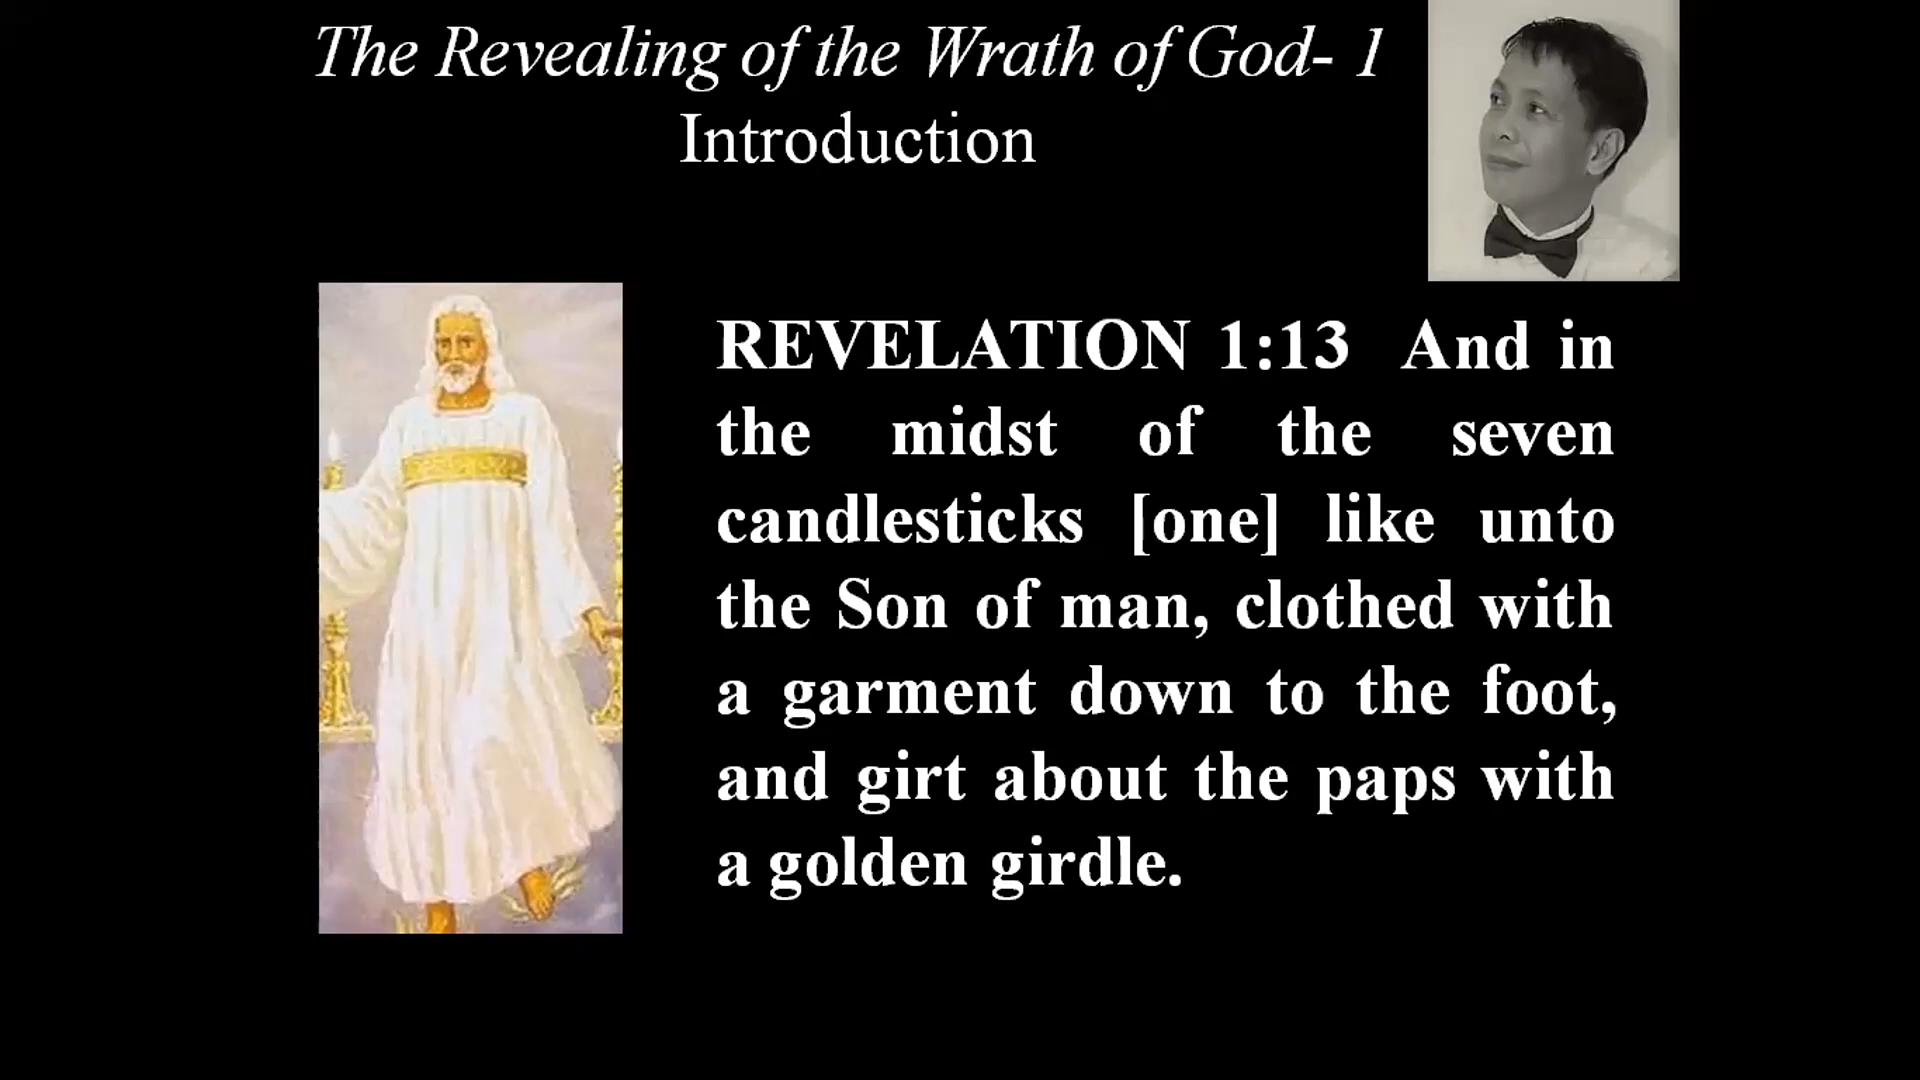 The Revealing of the Wrath of God- 1
Introduction
REVELATION 1:13 And in
the midst of the seven
candlesticks [one] like unto
the Son of man, clothed with
a garment down to the foot,
and girt about the paps with
a golden girdle.